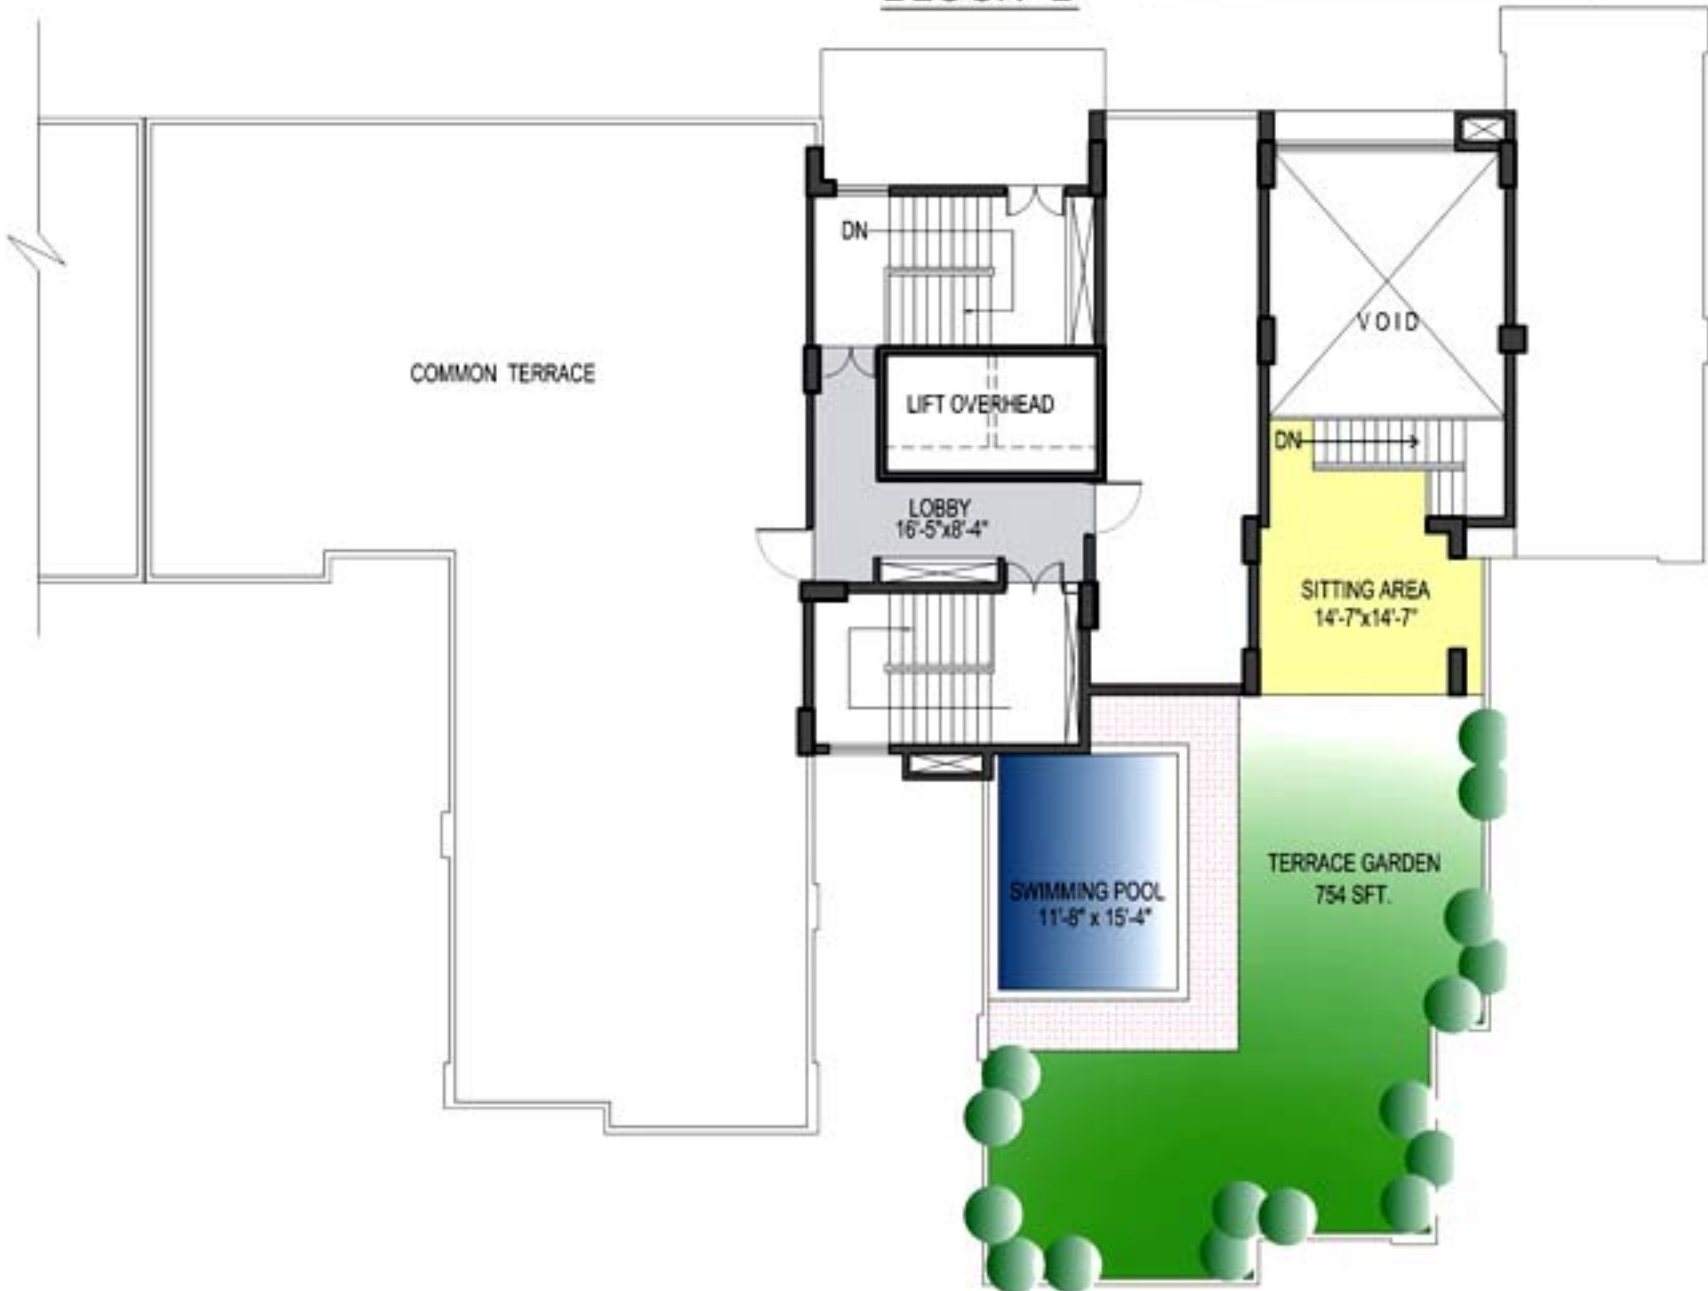 DN
COMMON TERRACE
LIFT OVERHEAD
VOID
DN
LOBBY
16'-5"x8'-4"
SITTING AREA
14'-7"x14'-7"
TERRACE GARDEN
754 SFT.
SWIMMING POOL
11'-8" x 15'-4"